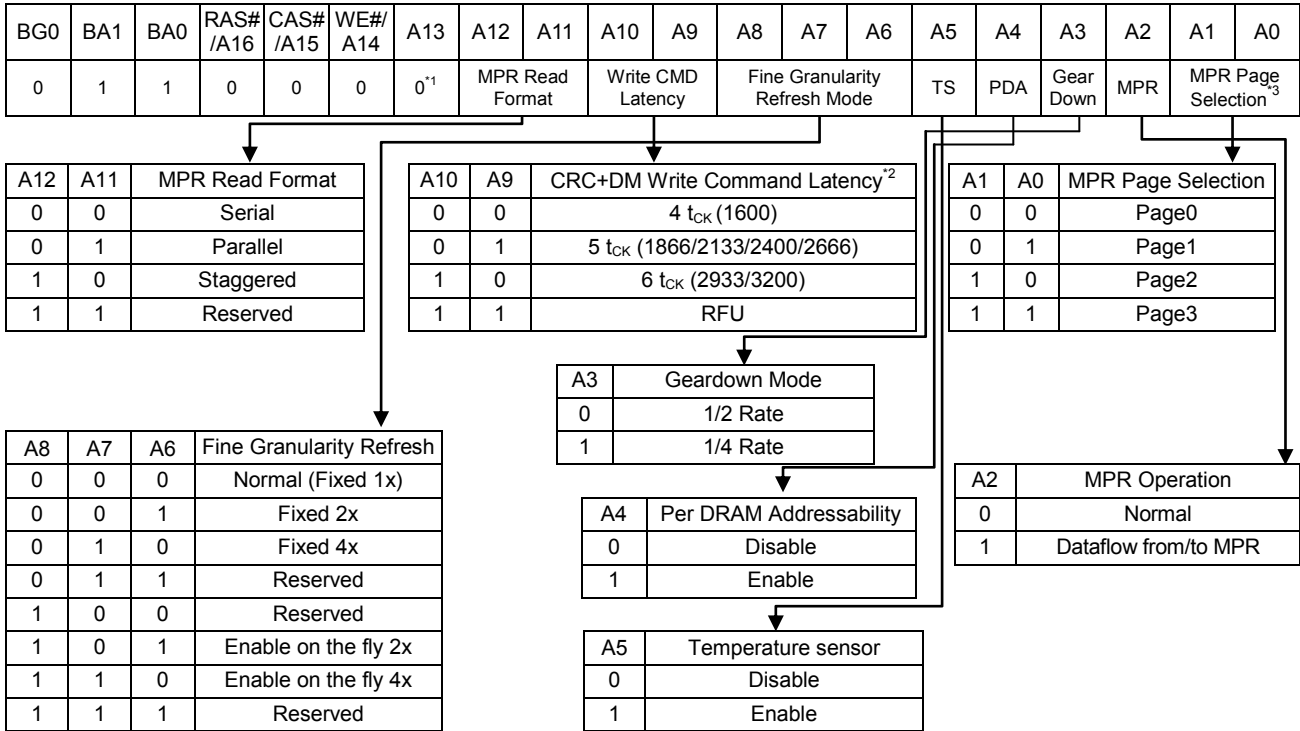 BG0 BA1 BA0 RAS# /A16 CAS# /A15 WE#/ A14 A13 A12 A11 A10 A9 A8 A7 A6 A5 A4 A3 A2 A1 A0
0 1 1 0 0 0 0*1 MPR Read Format Write CMD Latency Fine Granularity Refresh Mode TS PDA Gear Down MPR MPR Page Selection*3
A12 A11 MPR Read Format
0 0 Serial
0 1 Parallel
1 0 Staggered
1 1 Reserved
A10 A9 CRC+DM Write Command Latency*2
0 0 4 tCK (1600)
0 1 5 tCK (1866/2133/2400/2666)
1 0 6 tCK (2933/3200)
1 1 RFU
A1 A0 MPR Page Selection
0 0 Page0
0 1 Page1
1 0 Page2
1 1 Page3
A3 Geardown Mode
0 1/2 Rate
1 1/4 Rate
A8 A7 A6 Fine Granularity Refresh
0 0 0 Normal (Fixed 1x)
0 0 1 Fixed 2x
0 1 0 Fixed 4x
0 1 1 Reserved
1 0 0 Reserved
1 0 1 Enable on the fly 2x
1 1 0 Enable on the fly 4x
1 1 1 Reserved
A4 Per DRAM Addressability
0 Disable
1 Enable
A2 MPR Operation
0 Normal
1 Dataflow from/to MPR
A5 Temperature sensor
0 Disable
1 Enable